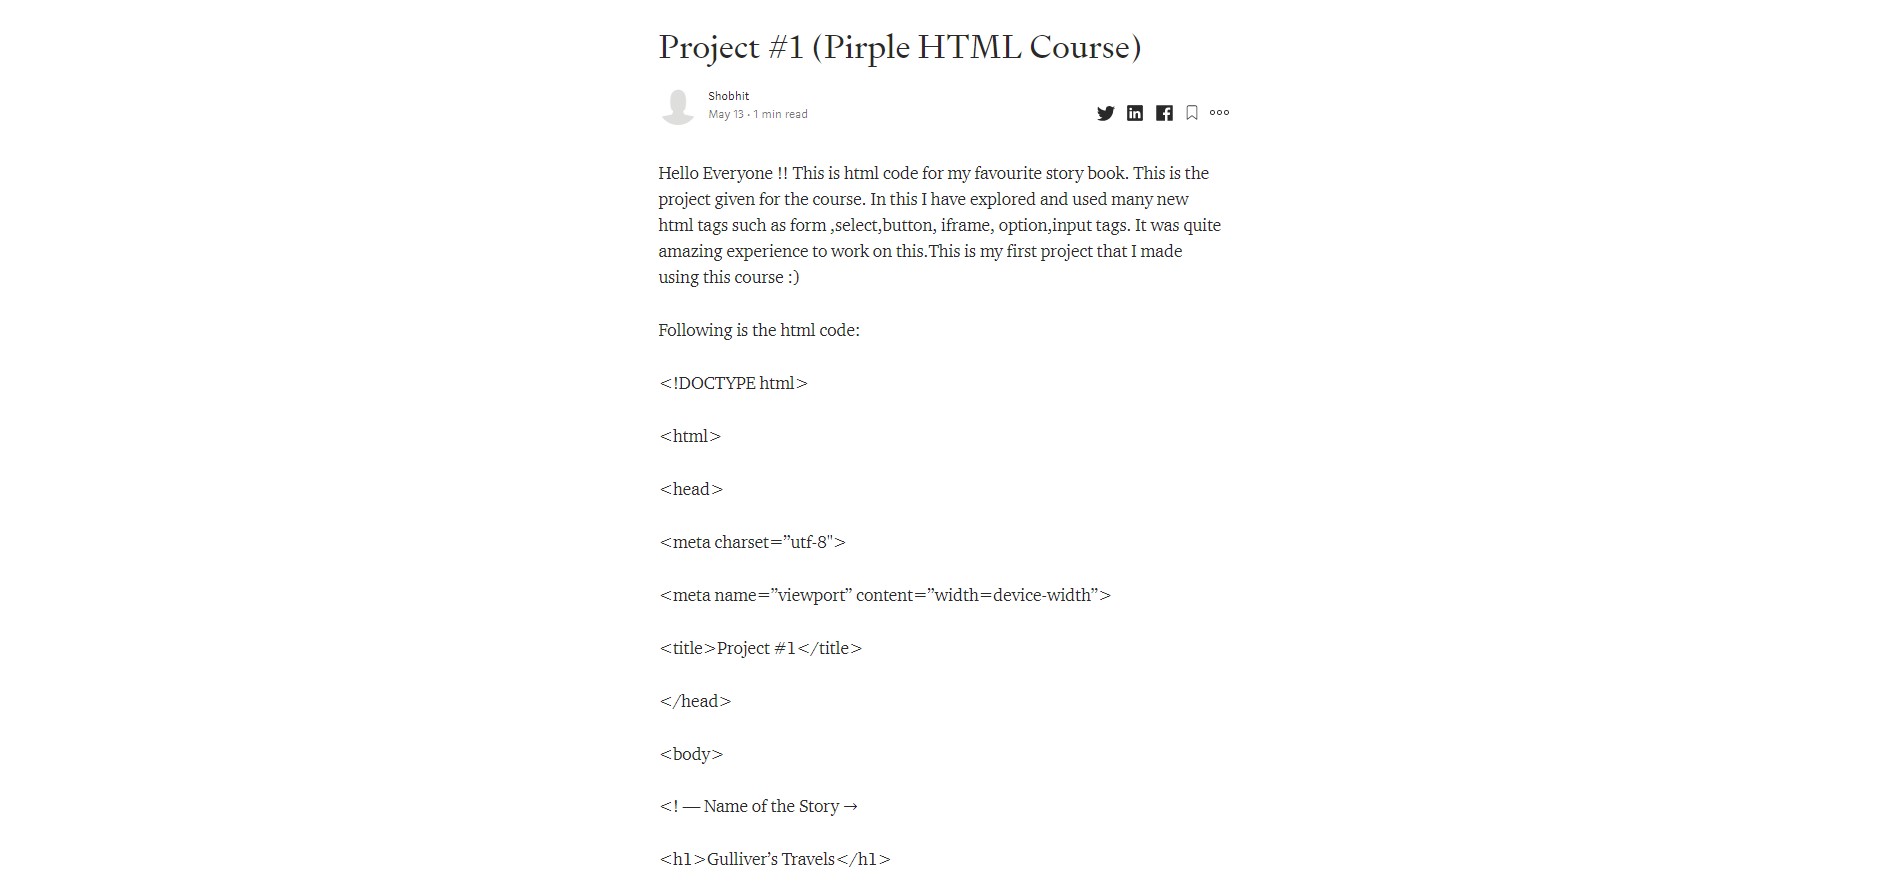 Project #1 (Pirple HTML Course)
Shobhit
May 13 · 1 min read
Hello Everyone !! This is html code for my favourite story book. This is the
project given for the course. In this I have explored and used many new
html tags such as form ,select,button, iframe, option,input tags. It was quite
amazing experience to work on this.This is my first project that I made
using this course :)
Following is the html code:
<!DOCTYPE html>
<html>
<head>
<meta charset=”utf-8">
<meta name=”viewport” content=”width=device-width”>
<title>Project #1</title>
</head>
<body>
<! — Name of the Story →
<h1>Gulliver’s Travels</h1>